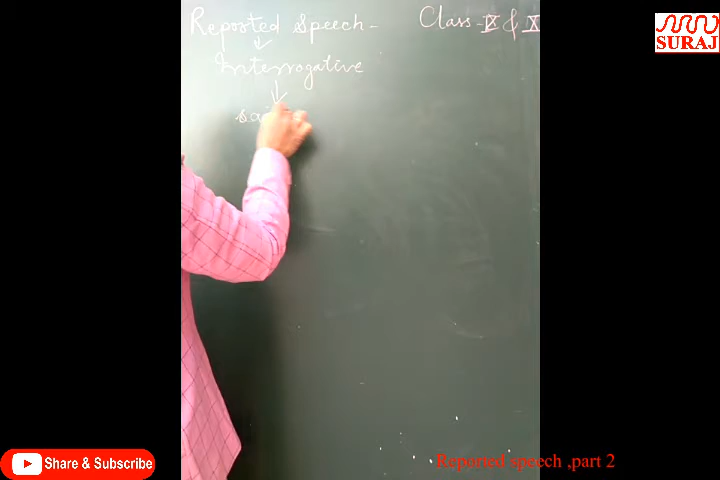 Reported Speech - Class - IX & X
Interrogative
SURAJ
Share & Subscribe
Reported speech ,part 2